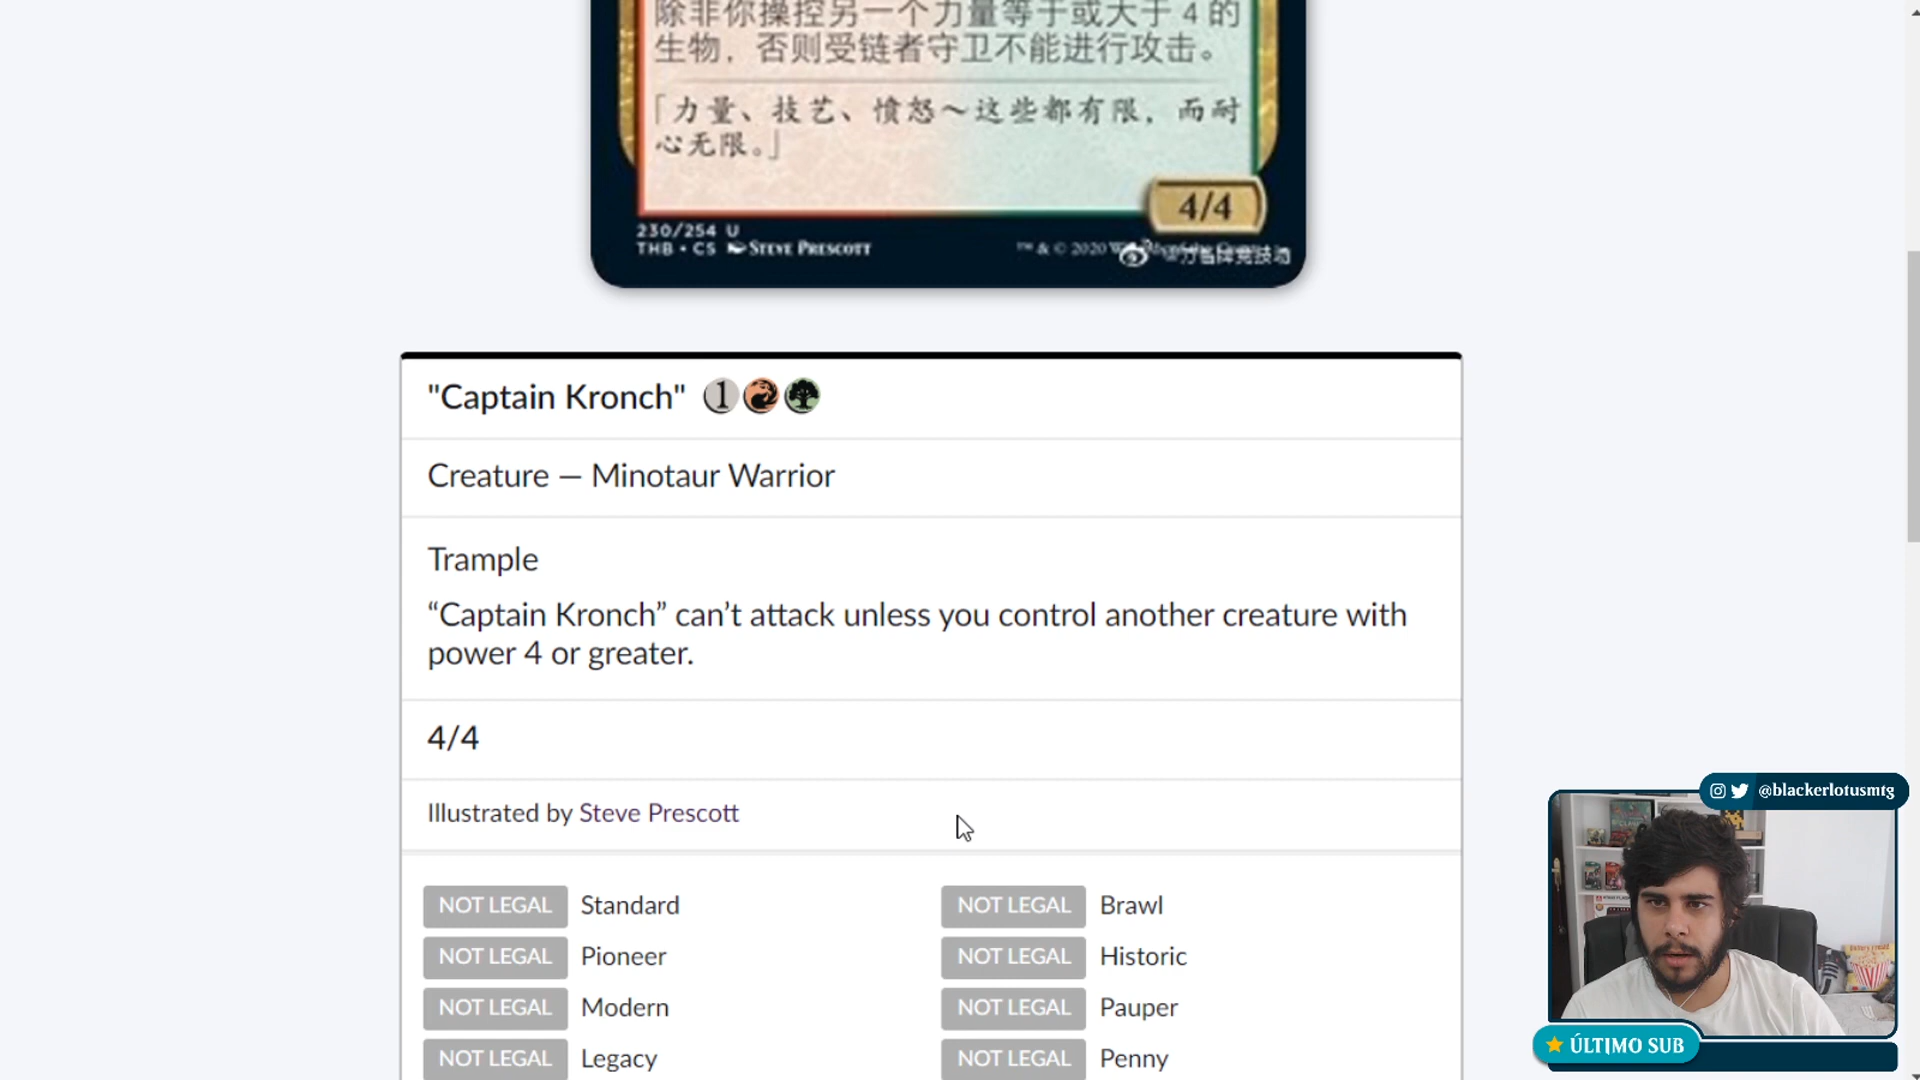 除非你操控另一个力量等于或大于 4 的
生物，否则受链者守卫不能进行攻击。
「力量、技艺、愤怒～这些都有限，而耐
心无限。」
4/4
230/254 U
THB • CS STEVE PRESCOTT
™ & © 2020
"Captain Kronch" 1
Creature — Minotaur Warrior
Trample
“Captain Kronch” can’t attack unless you control another creature with
power 4 or greater.
4/4
Illustrated by Steve Prescott
NOT LEGAL Standard NOT LEGAL Brawl
NOT LEGAL Pioneer NOT LEGAL Historic
NOT LEGAL Modern NOT LEGAL Pauper
NOT LEGAL Legacy NOT LEGAL Penny
@blackerlotusmtg
ÚLTIMO SUB